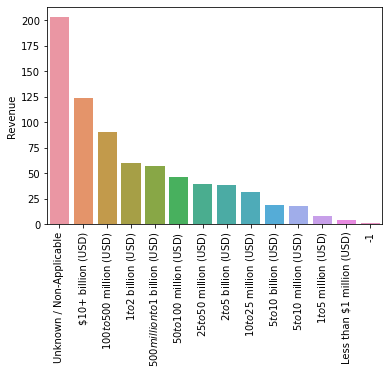 200
175
150
125
100
75
50
25
0
Revenue
Unknown / Non-Applicable
$10+ billion (USD)
100to500 million (USD)
1to2 billion (USD)
500millionto1 billion (USD)
50to100 million (USD)
25to50 million (USD)
2to5 billion (USD)
10to25 million (USD)
5to10 billion (USD)
5to10 million (USD)
1to5 million (USD)
Less than $1 million (USD)
-1